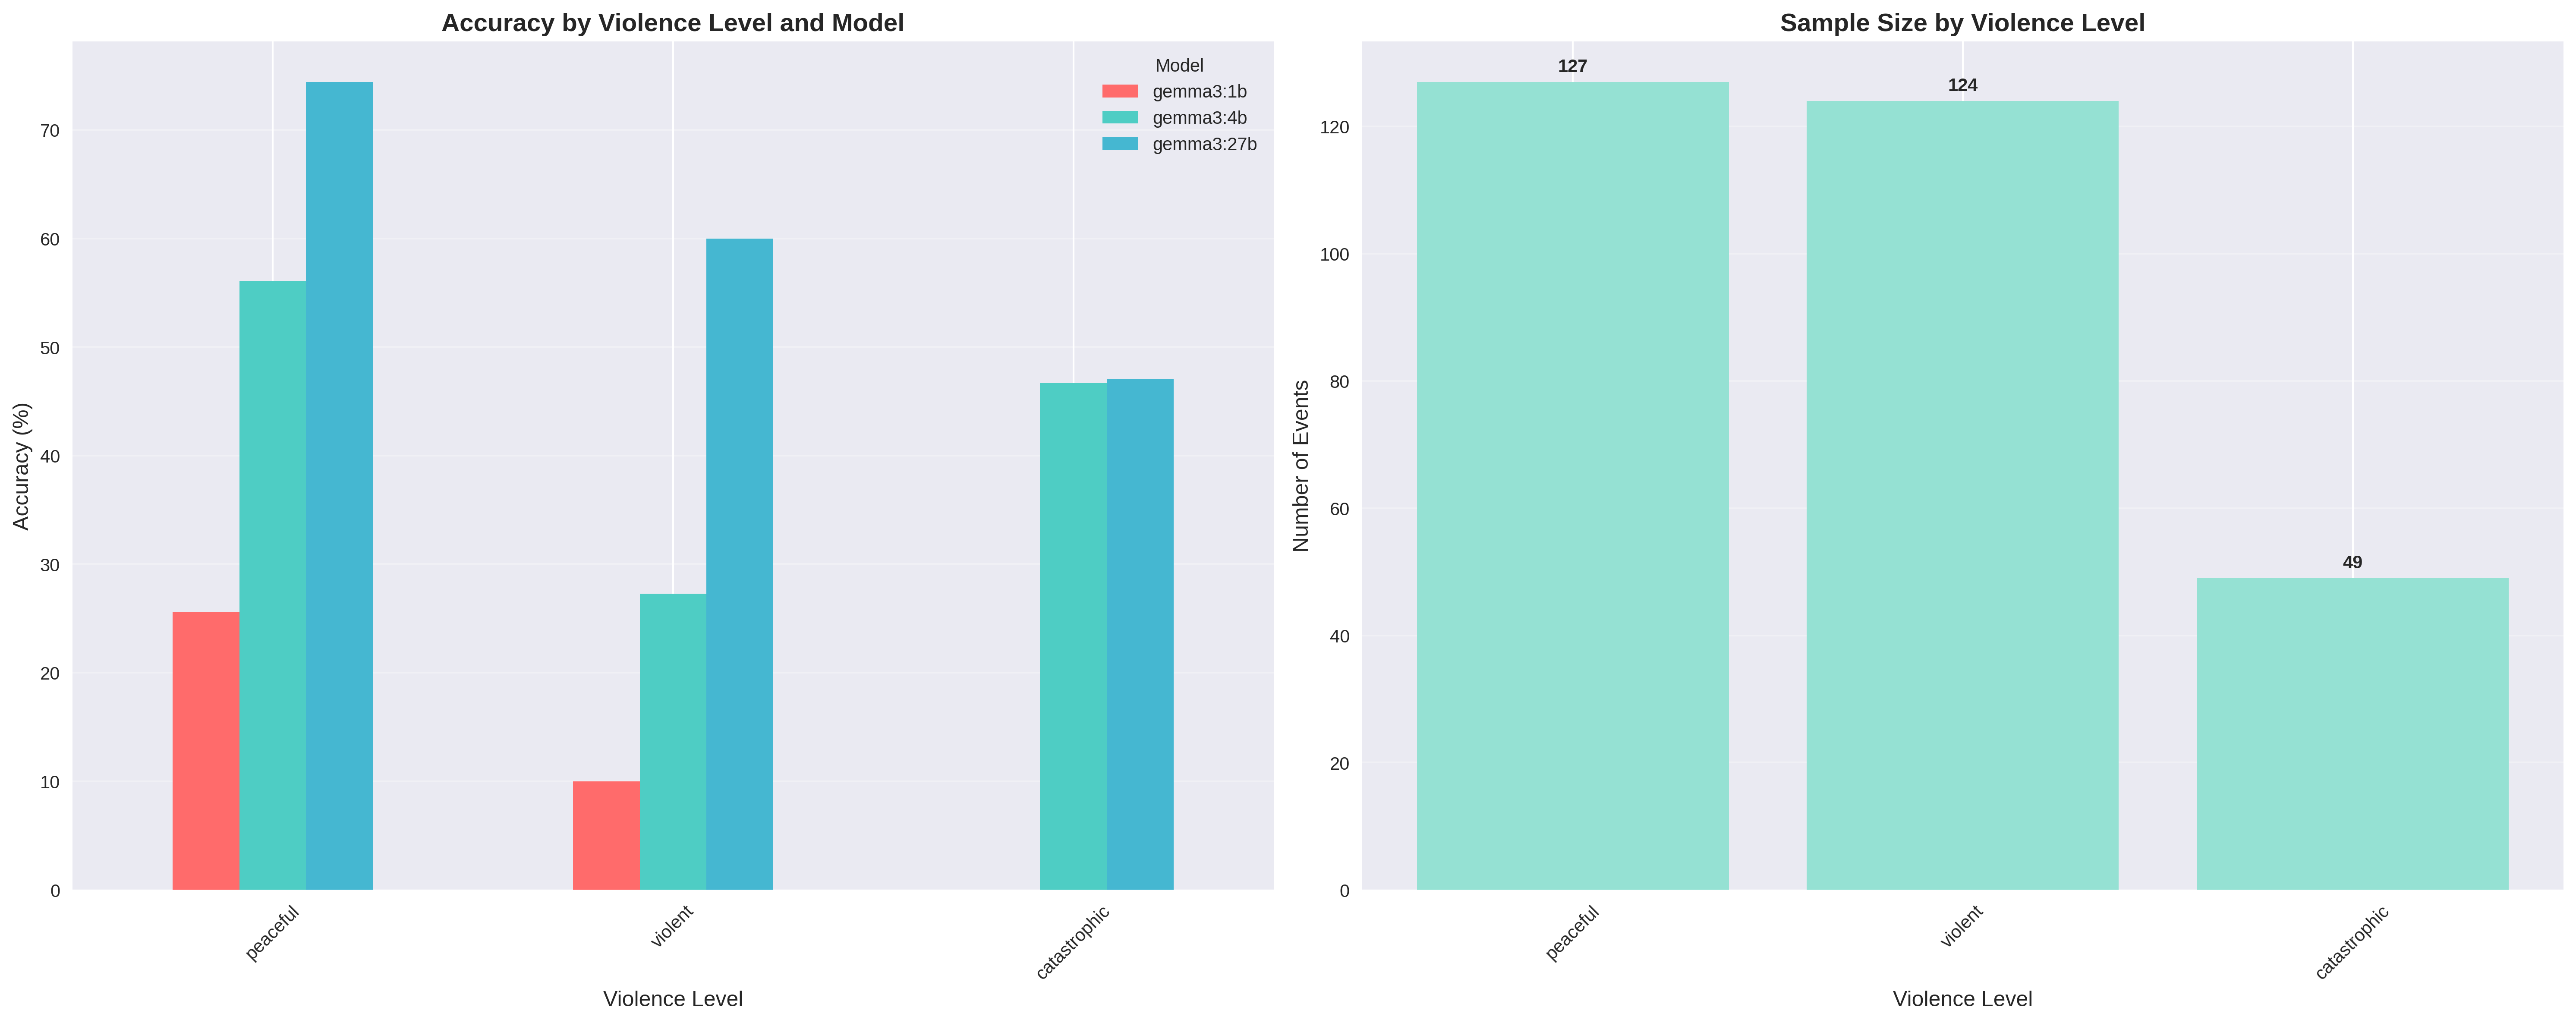 Accuracy by Violence Level and Model
Model
gemma3:1b
gemma3:4b
gemma3:27b
Accuracy (%)
70
60
50
40
30
20
10
0
peaceful
violent
catastrophic
Violence Level
Sample Size by Violence Level
127
124
49
Number of Events
120
100
80
60
40
20
0
peaceful
violent
catastrophic
Violence Level